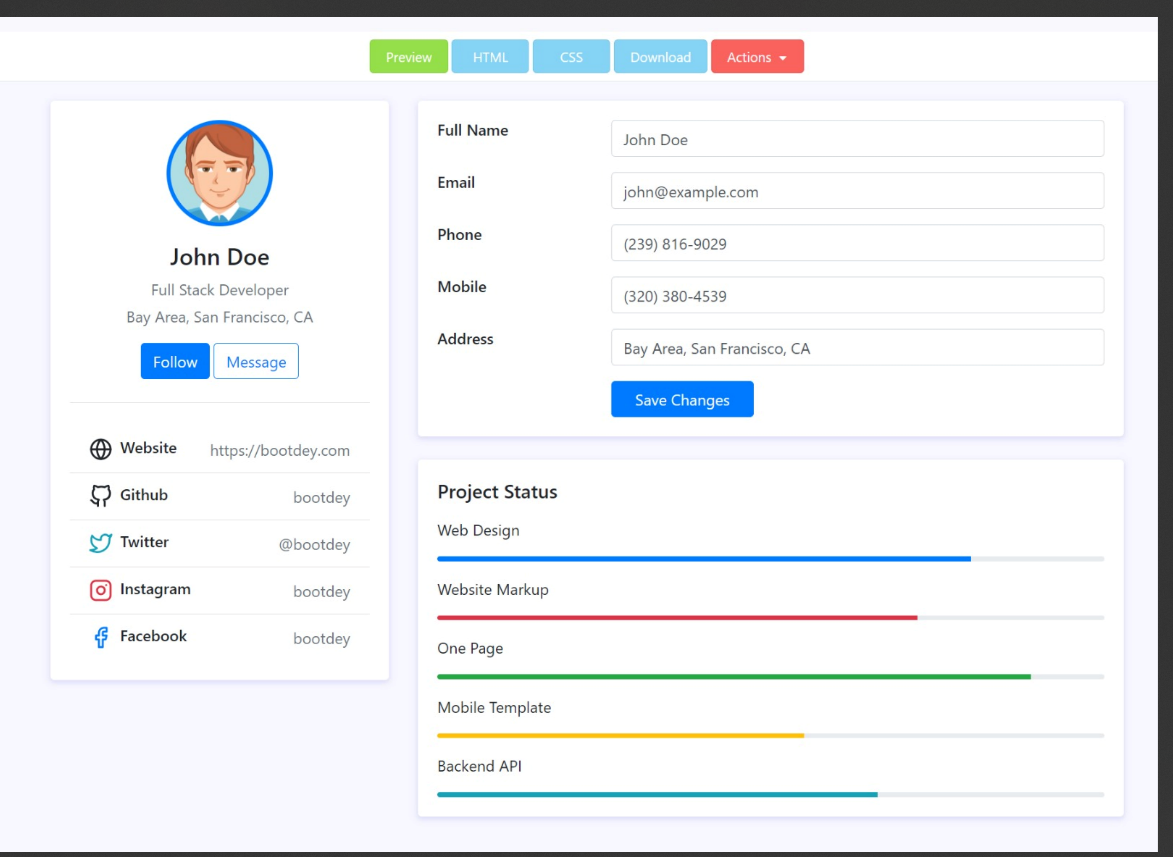 Preview HTML CSS Download Actions
John Doe
Full Stack Developer
Bay Area, San Francisco, CA
Follow Message
Website https://bootdey.com
Github bootdey
Twitter @bootdey
Instagram bootdey
Facebook bootdey
Full Name John Doe
Email john@example.com
Phone (239) 816-9029
Mobile (320) 380-4539
Address Bay Area, San Francisco, CA
Save Changes
Project Status
Web Design
Website Markup
One Page
Mobile Template
Backend API